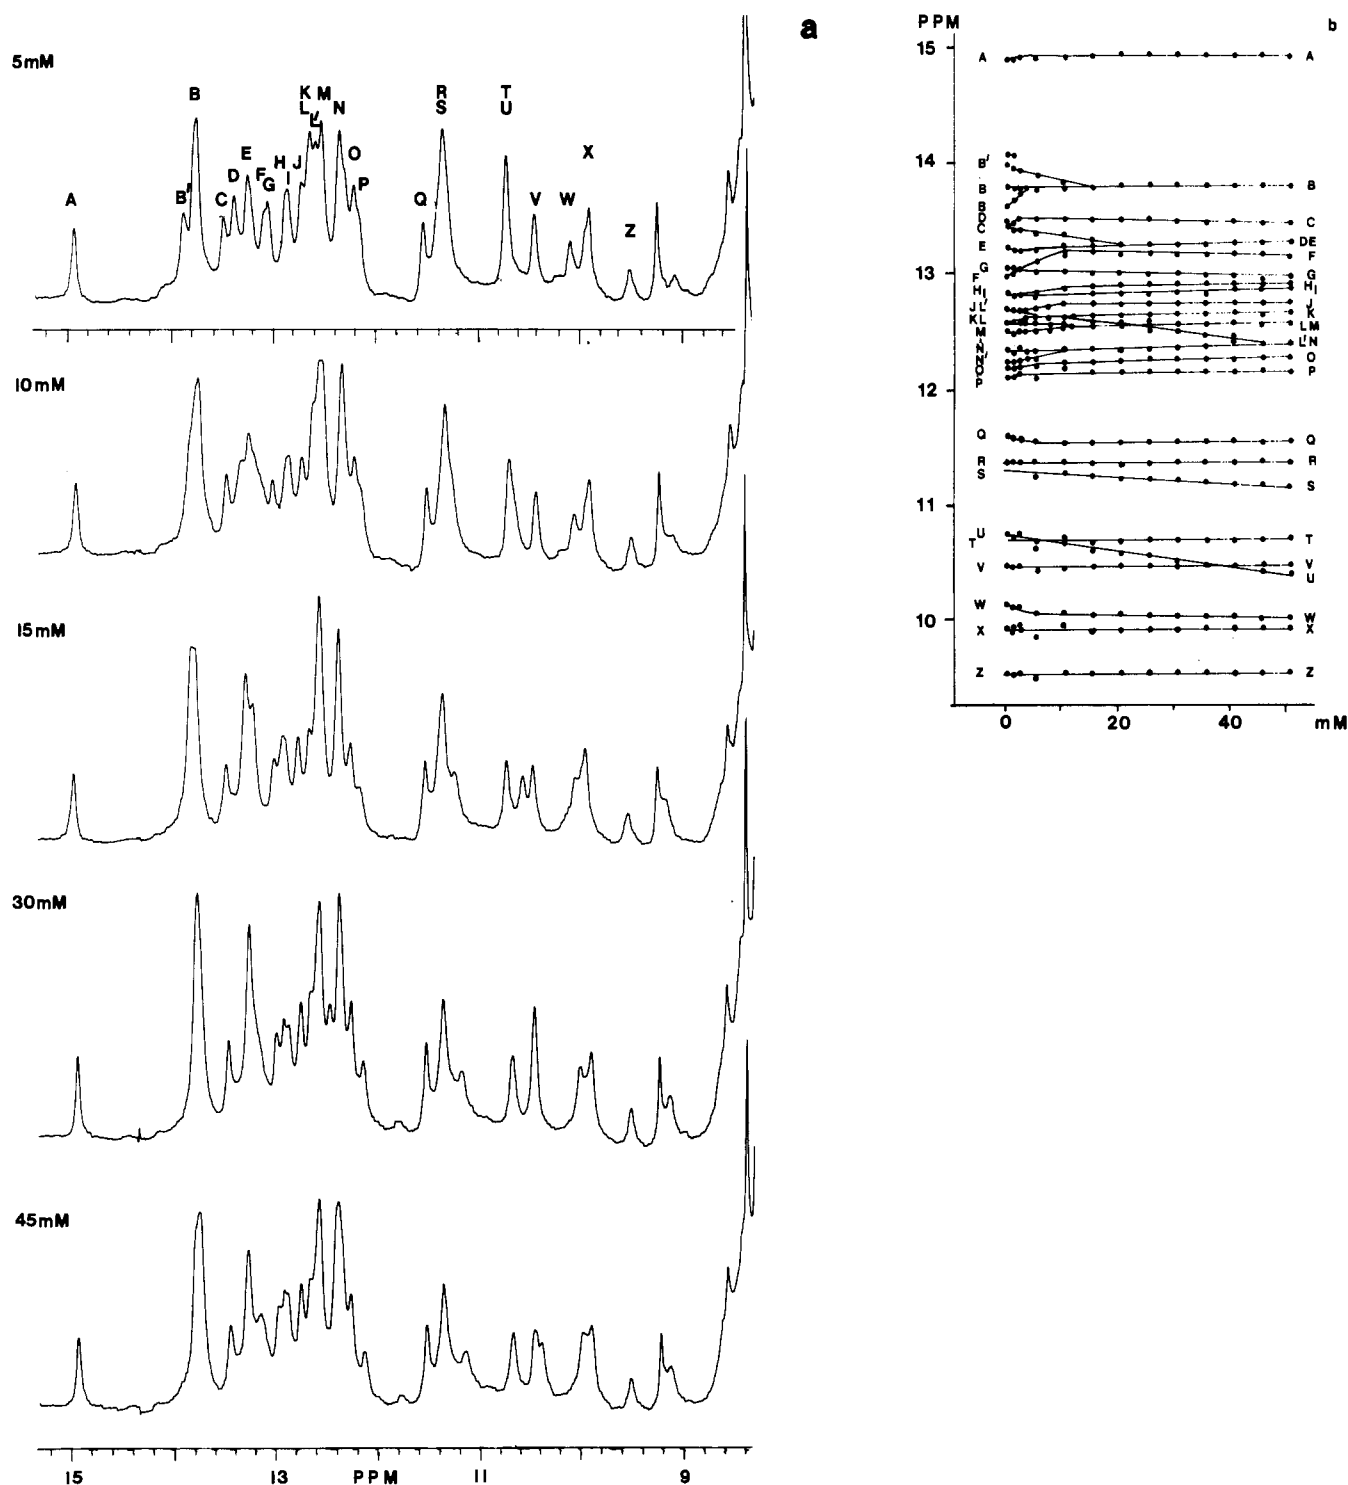 a
5mM
A
B'
B
C
D
E
F
G
H
I
J
K
L
L'
M
N
O
P
Q
R
S
T
U
V
W
X
Z
10mM
15mM
30mM
45mM
15 13 PPM 11 9
b
PPM
15
14
13
12
11
10
A
B'
B
B
D
C
E
G
F
H I
J L'
K L
M
N
N'
O
P
Q
R
S
U
T
V
W
X
Z
A
B
C
D E
F
G
H I
J
K
L M
L' N
O
P
Q
R
S
T
V
U
W
X
Z
0 20 40 mM